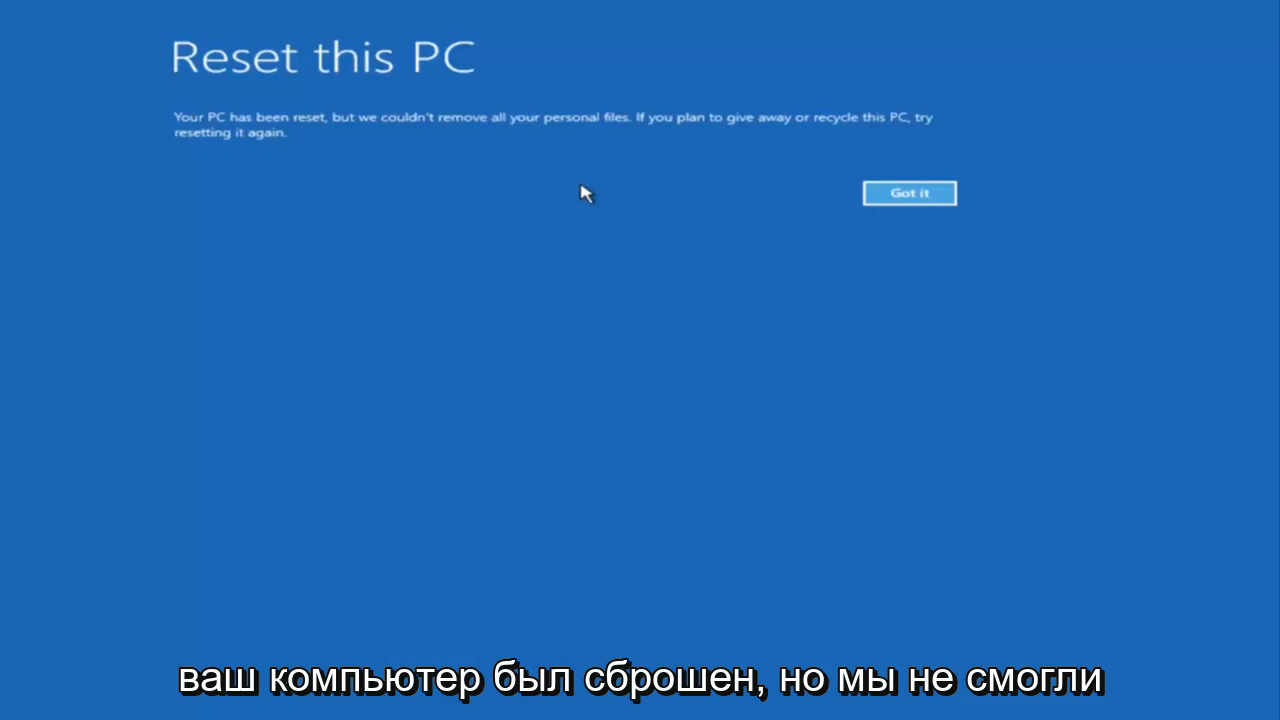 Reset this PC
Your PC has been reset, but we couldn't remove all your personal files. If you plan to give away or recycle this PC, try
resetting it again.
Got it
ваш компьютер был сброшен, но мы не смогли